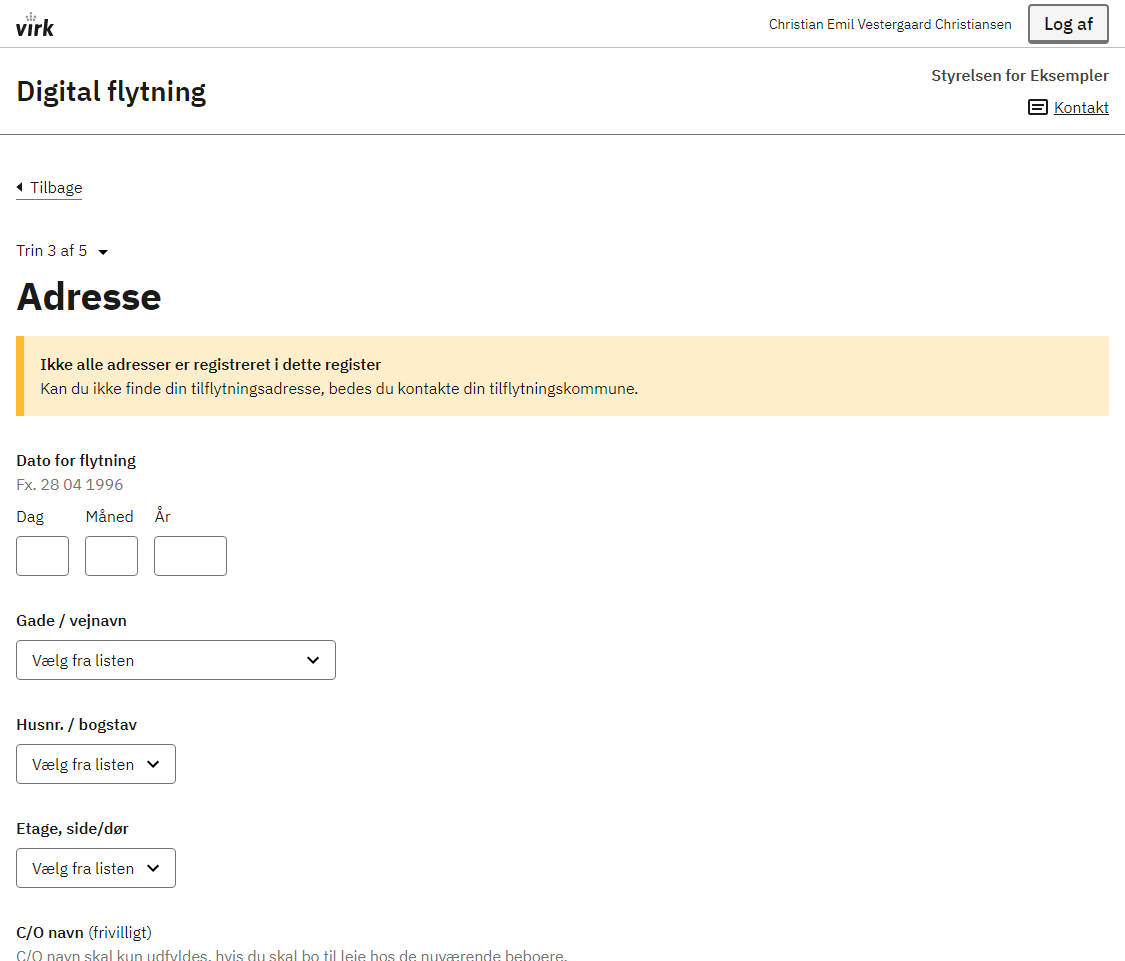 virk
Christian Emil Vestergaard Christiansen
Log af
Digital flytning
Styrelsen for Eksempler
Kontakt
Tilbage
Trin 3 af 5
Adresse
Ikke alle adresser er registreret i dette register
Kan du ikke finde din tilflytningsadresse, bedes du kontakte din tilflytningskommune.
Dato for flytning
Fx. 28 04 1996
Dag Måned År
Gade / vejnavn
Vælg fra listen
Husnr. / bogstav
Vælg fra listen
Etage, side/dør
Vælg fra listen
C/O navn (frivilligt)
C/O navn skal kun udfyldes, hvis du skal bo til leje hos de nuværende beboere.